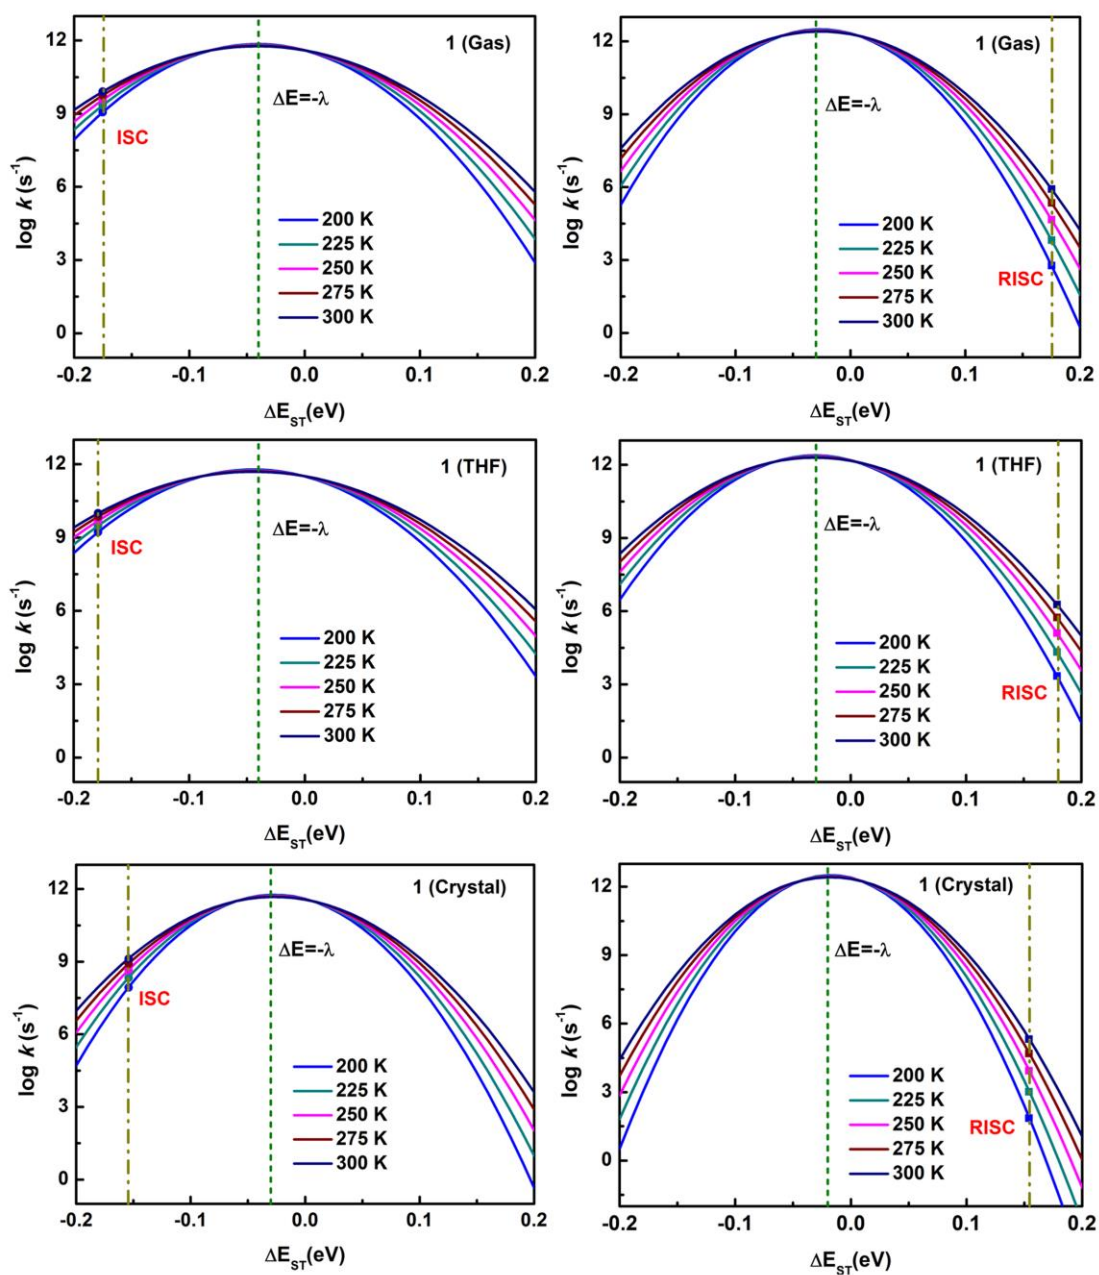 1 (Gas)
12
9
6
3
0
log k (s⁻¹)
ΔE=-λ
ISC
200 K
225 K
250 K
275 K
300 K
-0.2 -0.1 0.0 0.1 0.2
ΔE_ST(eV)
1 (Gas)
12
9
6
3
0
log k (s⁻¹)
ΔE=-λ
RISC
200 K
225 K
250 K
275 K
300 K
-0.2 -0.1 0.0 0.1 0.2
ΔE_ST(eV)
1 (THF)
12
9
6
3
0
log k (s⁻¹)
ΔE=-λ
ISC
200 K
225 K
250 K
275 K
300 K
-0.2 -0.1 0.0 0.1 0.2
ΔE_ST(eV)
1 (THF)
12
9
6
3
0
log k (s⁻¹)
ΔE=-λ
RISC
200 K
225 K
250 K
275 K
300 K
-0.2 -0.1 0.0 0.1 0.2
ΔE_ST(eV)
1 (Crystal)
12
9
6
3
0
log k (s⁻¹)
ΔE=-λ
ISC
200 K
225 K
250 K
275 K
300 K
-0.2 -0.1 0.0 0.1 0.2
ΔE_ST(eV)
1 (Crystal)
12
9
6
3
0
log k (s⁻¹)
ΔE=-λ
RISC
200 K
225 K
250 K
275 K
300 K
-0.2 -0.1 0.0 0.1 0.2
ΔE_ST(eV)